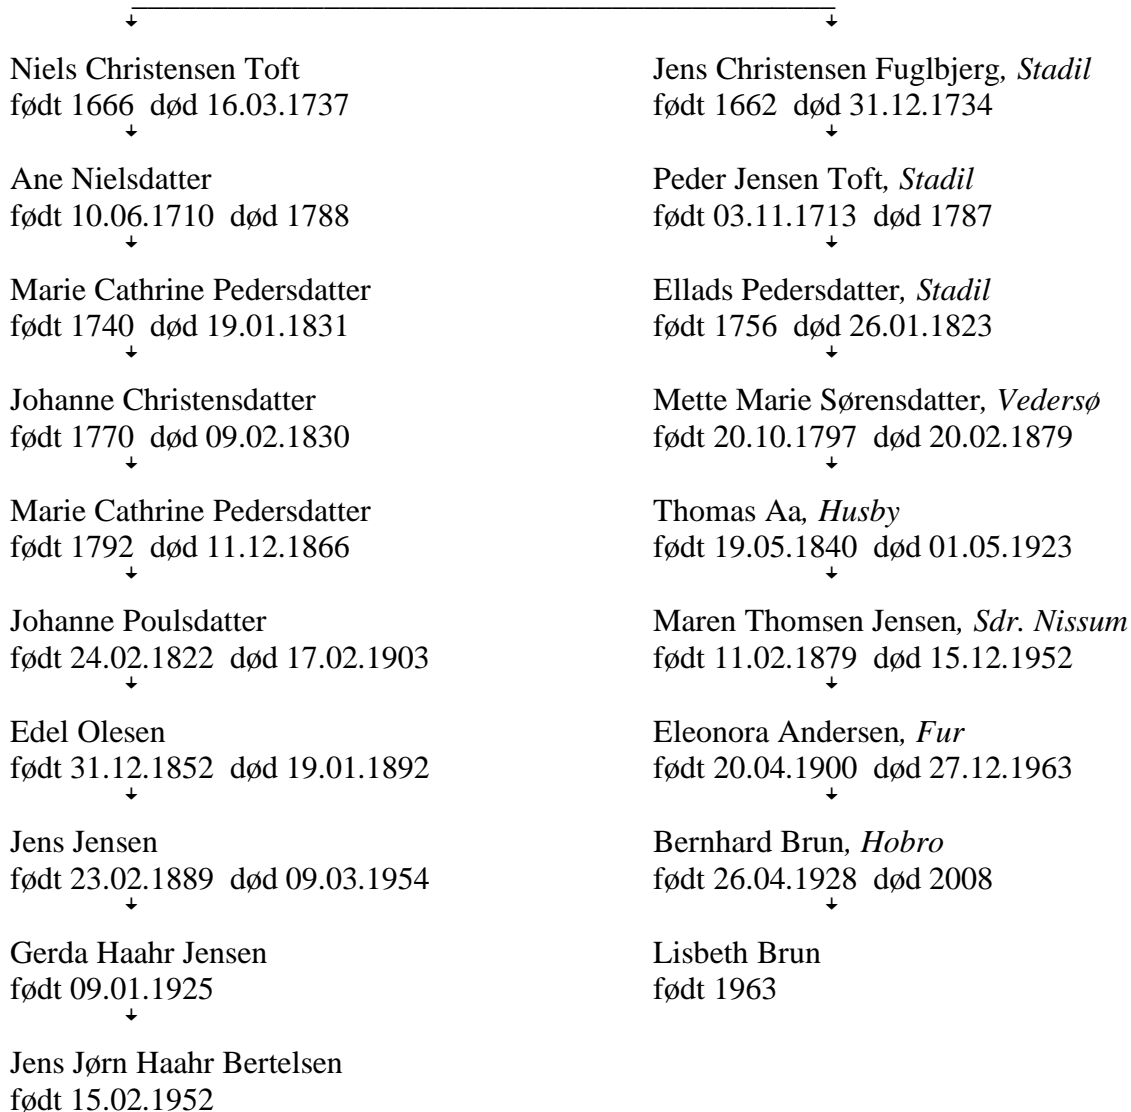 Niels Christensen Toft
født 1666 død 16.03.1737
Ane Nielsdatter
født 10.06.1710 død 1788
Marie Cathrine Pedersdatter
født 1740 død 19.01.1831
Johanne Christensdatter
født 1770 død 09.02.1830
Marie Cathrine Pedersdatter
født 1792 død 11.12.1866
Johanne Poulsdatter
født 24.02.1822 død 17.02.1903
Edel Olesen
født 31.12.1852 død 19.01.1892
Jens Jensen
født 23.02.1889 død 09.03.1954
Gerda Haahr Jensen
født 09.01.1925
Jens Jørn Haahr Bertelsen
født 15.02.1952
Jens Christensen Fuglbjerg, Stadil
født 1662 død 31.12.1734
Peder Jensen Toft, Stadil
født 03.11.1713 død 1787
Ellads Pedersdatter, Stadil
født 1756 død 26.01.1823
Mette Marie Sørensdatter, Vedersø
født 20.10.1797 død 20.02.1879
Thomas Aa, Husby
født 19.05.1840 død 01.05.1923
Maren Thomsen Jensen, Sdr. Nissum
født 11.02.1879 død 15.12.1952
Eleonora Andersen, Fur
født 20.04.1900 død 27.12.1963
Bernhard Brun, Hobro
født 26.04.1928 død 2008
Lisbeth Brun
født 1963